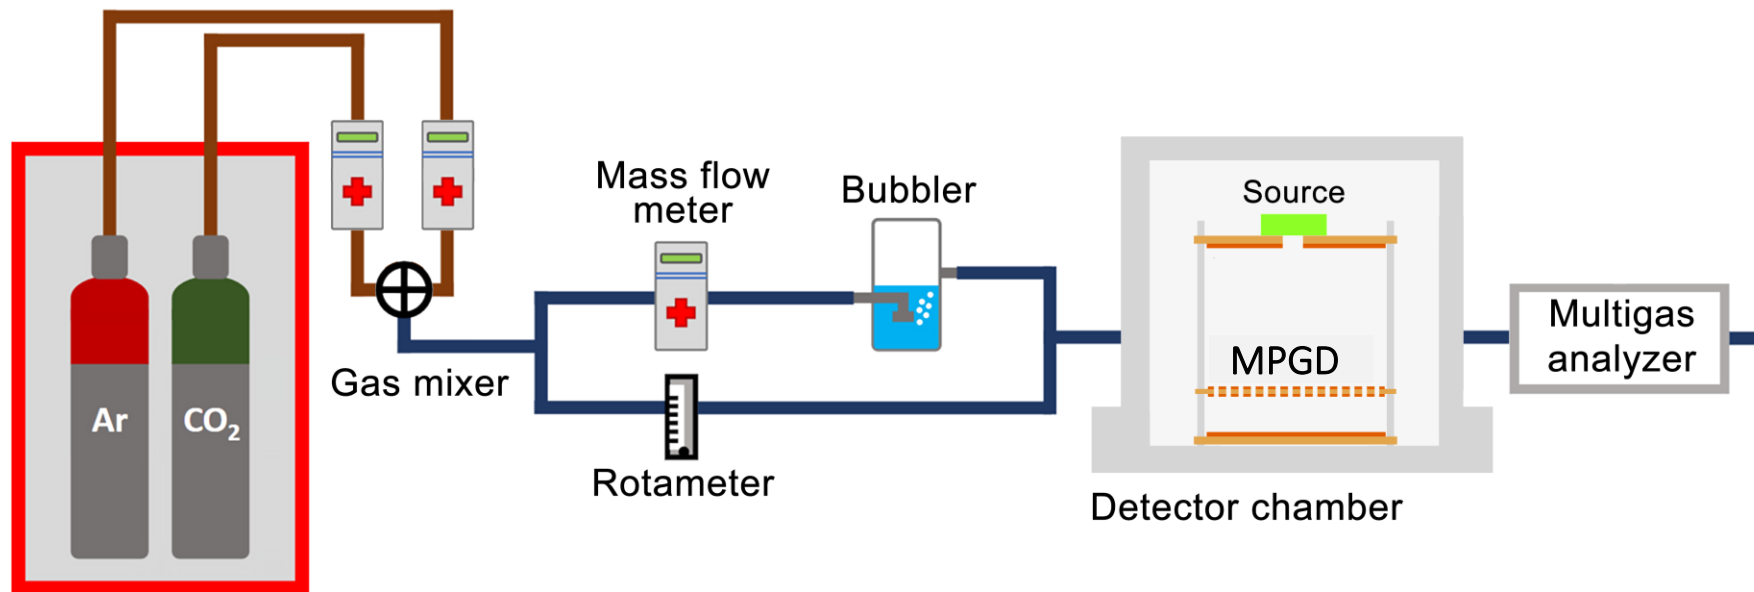 Ar
CO₂
Gas mixer
Mass flow
meter
Rotameter
Bubbler
Source
MPGD
Detector chamber
Multigas
analyzer